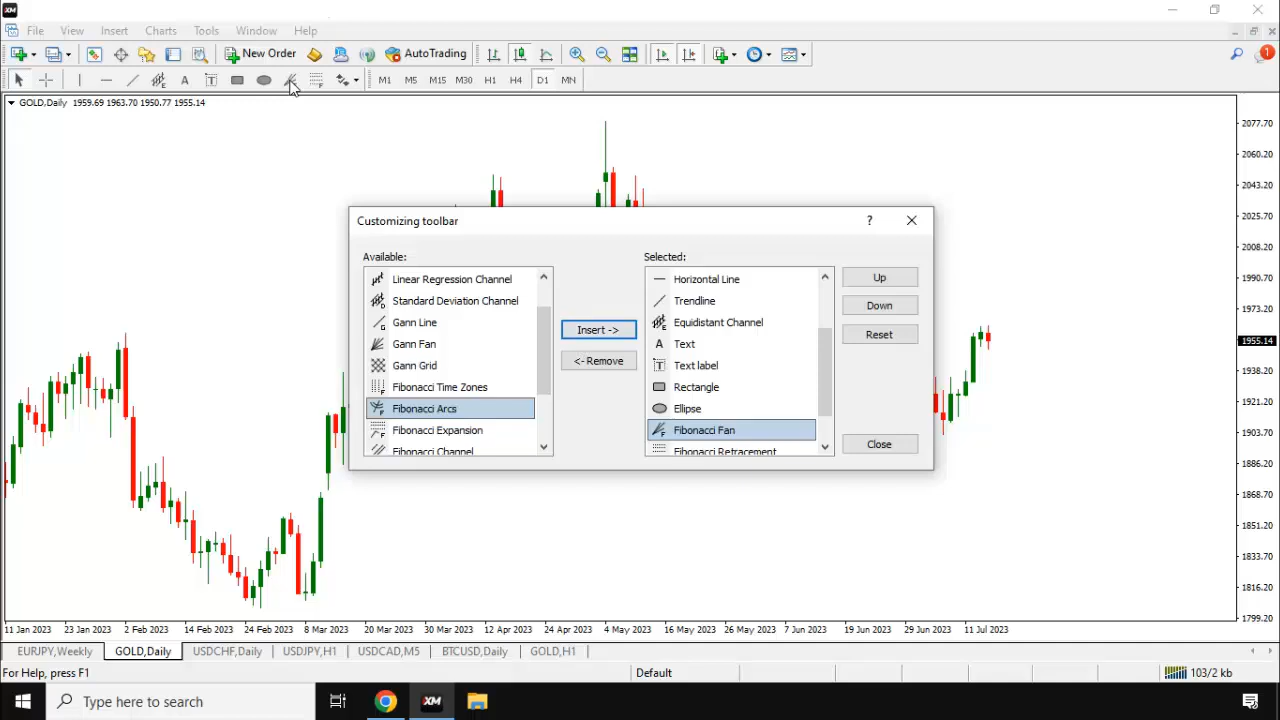 XM
File View Insert Charts Tools Window Help
New Order AutoTrading 1
A T M1 M5 M15 M30 H1 H4 D1 MN
GOLD,Daily 1959.69 1963.70 1950.77 1955.14
2077.70
2060.20
2043.20
2025.70
2008.20
1990.70
1973.20
1955.14
1938.20
1921.20
1903.70
1886.20
1868.70
1851.20
1833.70
1816.20
1799.20
Customizing toolbar ?
Available:
Linear Regression Channel
Standard Deviation Channel
Gann Line
Gann Fan
Gann Grid
Fibonacci Time Zones
Fibonacci Arcs
Fibonacci Expansion
Fibonacci Channel
Insert ->
<- Remove
Selected:
Horizontal Line
Trendline
Equidistant Channel
Text
Text label
Rectangle
Ellipse
Fibonacci Fan
Fibonacci Retracement
Up
Down
Reset
Close
11 Jan 2023 23 Jan 2023 2 Feb 2023 14 Feb 2023 24 Feb 2023 8 Mar 2023 20 Mar 2023 30 Mar 2023 12 Apr 2023 24 Apr 2023 4 May 2023 16 May 2023 26 May 2023 7 Jun 2023 19 Jun 2023 29 Jun 2023 11 Jul 2023
EURJPY,Weekly GOLD,Daily USDCHF,Daily USDJPY,H1 USDCAD,M5 BTCUSD,Daily GOLD,H1
For Help, press F1 Default 103/2 kb
Type here to search XM